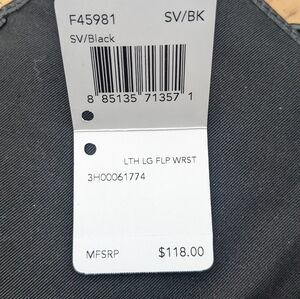 F45981 SV/BK
SV/Black
8 85135 71357 1
LTH LG FLP WRST
3H00061774
MFSRP $118.00